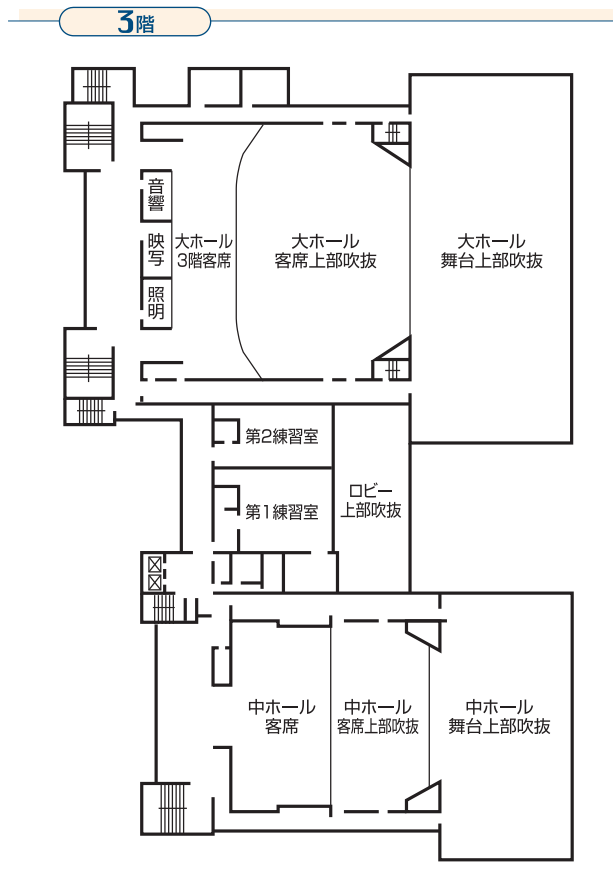 3階
音
響
映
写
照
明
大ホール
3階客席
大ホール
客席上部吹抜
大ホール
舞台上部吹抜
第2練習室
第1練習室
ロビー
上部吹抜
中ホール
客席
中ホール
客席上部吹抜
中ホール
舞台上部吹抜